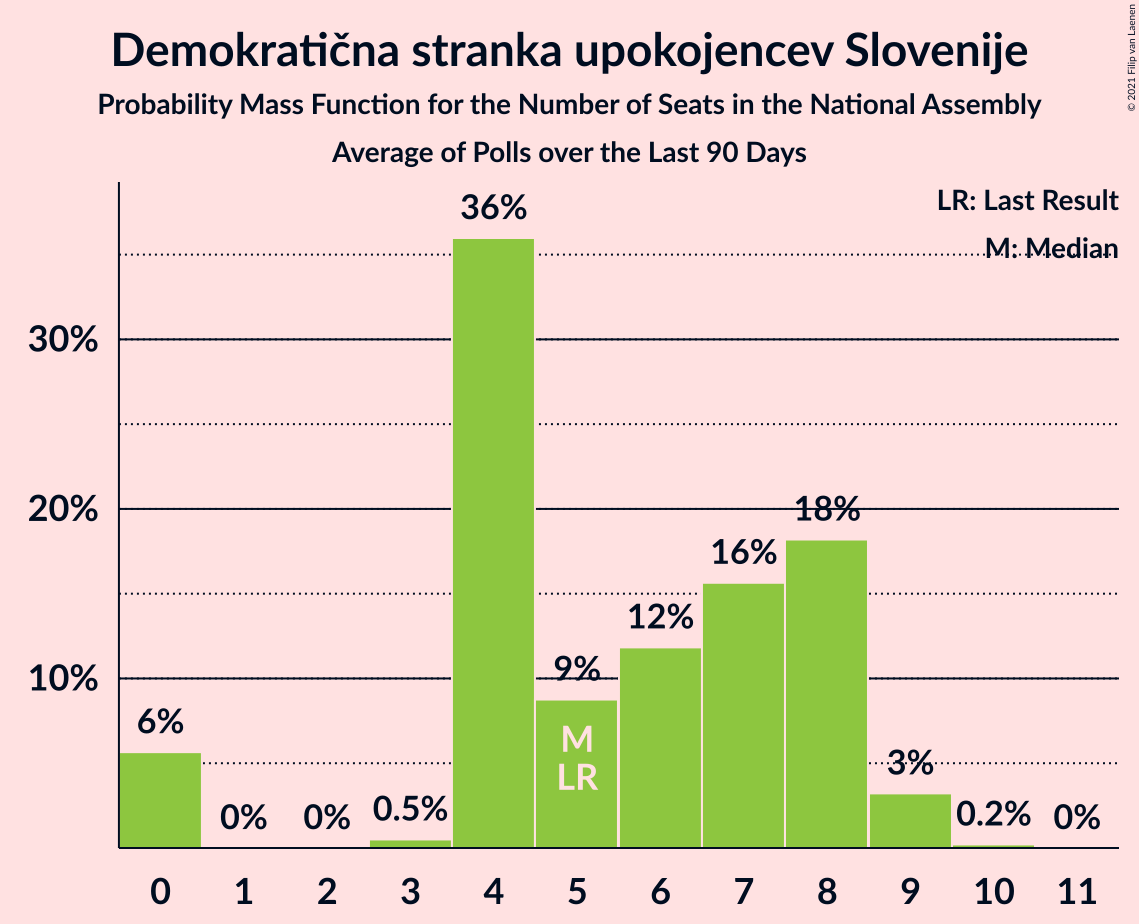 Demokratična stranka upokojencev Slovenije
Probability Mass Function for the Number of Seats in the National Assembly
Average of Polls over the Last 90 Days
© 2021 Filip van Laenen
LR: Last Result
M: Median
36%
30%
20%
18%
16%
12%
10%
9%
6%
M
LR
3%
0.5%
0.2%
0%
0%
0%
0 1 2 3 4 5 6 7 8 9 10 11